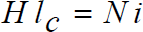 H l_c = N i